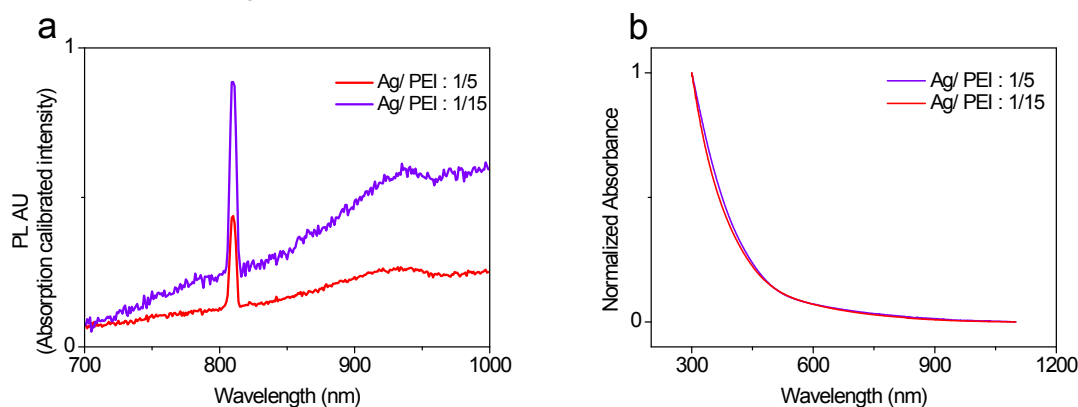 a
PL AU
(Absorption calibrated intensity)
1
0
700
800
900
1000
Wavelength (nm)
Ag/ PEI : 1/5
Ag/ PEI : 1/15
b
Normalized Absorbance
1
0
300
600
900
1200
Wavelength (nm)
Ag/ PEI : 1/5
Ag/ PEI : 1/15